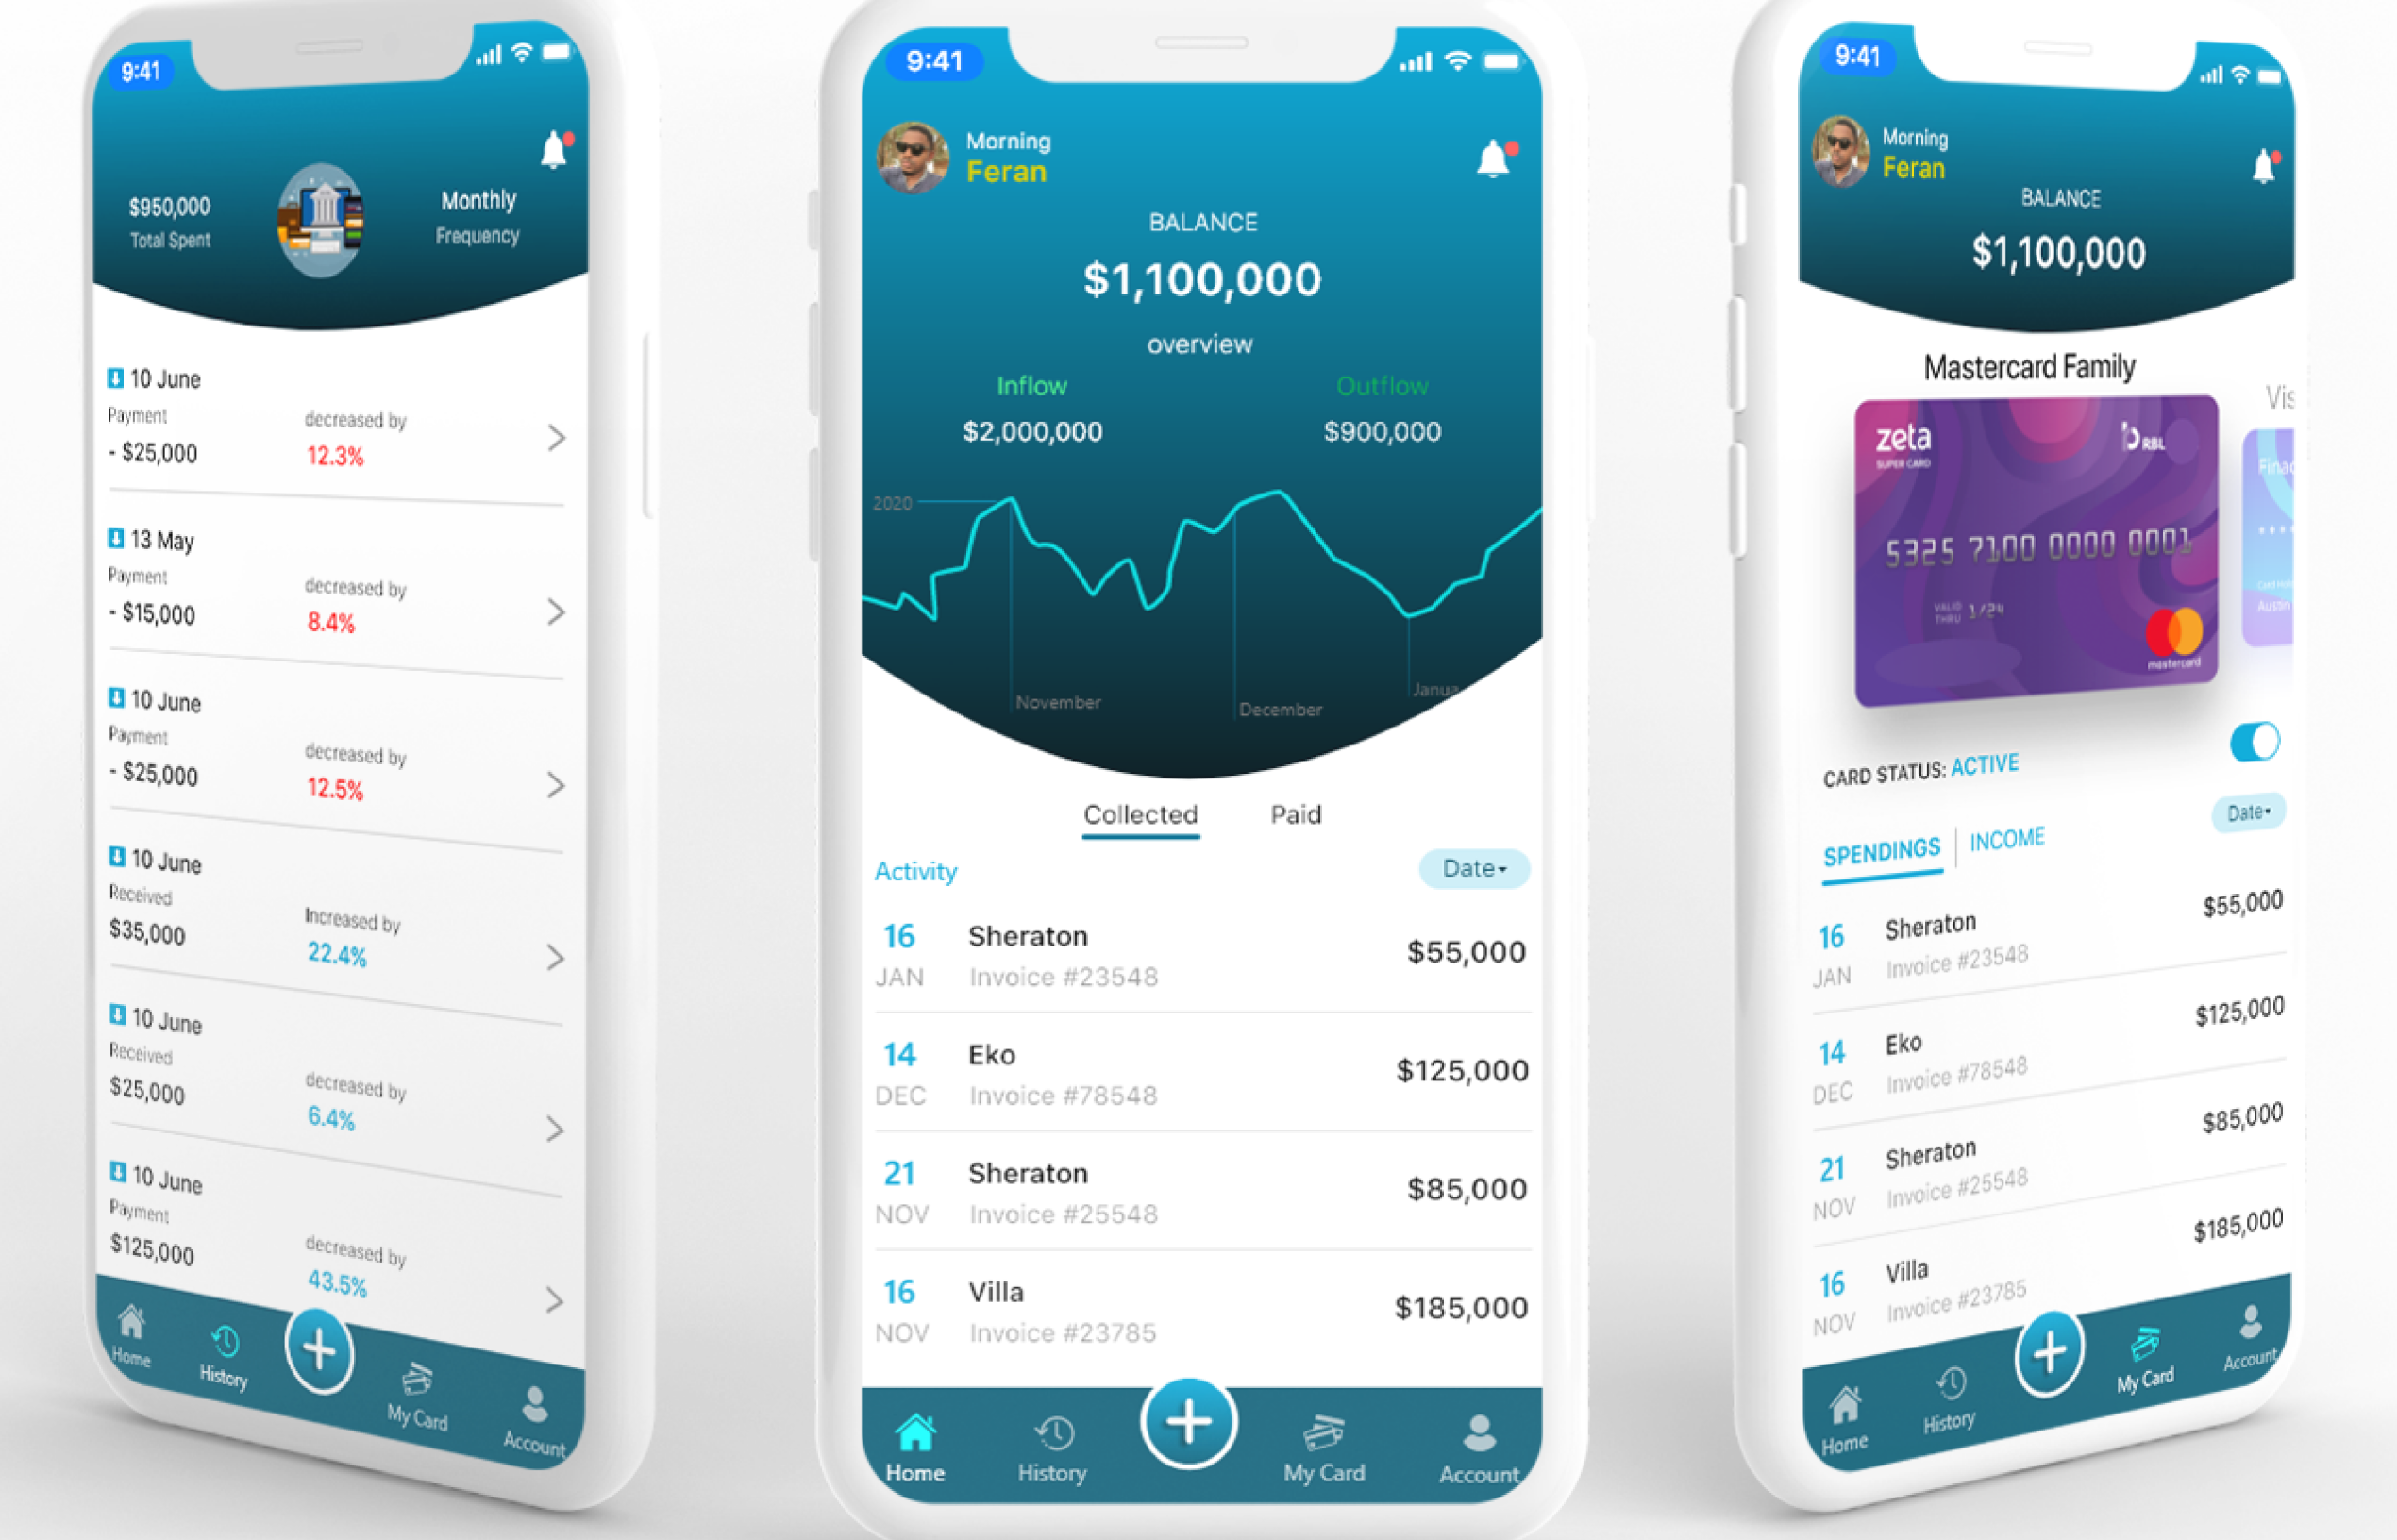 9:41
$950,000
Total Spent
Monthly
Frequency
10 June
Payment
- $25,000
decreased by
12.3%
13 May
Payment
- $15,000
decreased by
8.4%
10 June
Payment
- $25,000
decreased by
12.5%
10 June
Received
$35,000
Increased by
22.4%
10 June
Received
$25,000
decreased by
6.4%
10 June
Payment
$125,000
decreased by
43.5%
Home
History
My Card
Account
9:41
Morning
Feran
BALANCE
$1,100,000
overview
Inflow
Outflow
$2,000,000
$900,000
2020
November
December
Janua
Collected
Paid
Activity
Date
16
JAN
Sheraton
Invoice #23548
$55,000
14
DEC
Eko
Invoice #78548
$125,000
21
NOV
Sheraton
Invoice #25548
$85,000
16
NOV
Villa
Invoice #23785
$185,000
Home
History
My Card
Account
9:41
Morning
Feran
BALANCE
$1,100,000
Mastercard Family
Vis
zeta
SUPER CARD
RBL
5325 7100 0000 0001
VALID
THRU
1/24
mastercard
Finac
****
Card Hol
Austin
CARD STATUS: ACTIVE
Date
SPENDINGS
INCOME
16
JAN
Sheraton
Invoice #23548
$55,000
14
DEC
Eko
Invoice #78548
$125,000
21
NOV
Sheraton
Invoice #25548
$85,000
16
NOV
Villa
Invoice #23785
$185,000
Home
History
My Card
Account